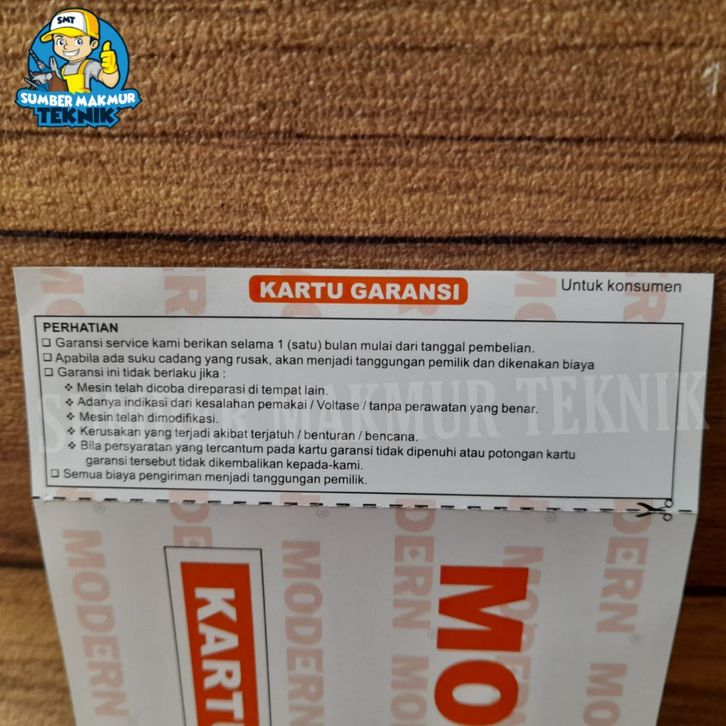 SMT
SUMBER MAKMUR
TEKNIK
KARTU GARANSI
Untuk konsumen
PERHATIAN
❑ Garansi service kami berikan selama 1 (satu) bulan mulai dari tanggal pembelian.
❑ Apabila ada suku cadang yang rusak, akan menjadi tanggungan pemilik dan dikenakan biaya
❑ Garansi ini tidak berlaku jika :
❖ Mesin telah dicoba direparasi di tempat lain.
❖ Adanya indikasi dari kesalahan pemakai / Voltase / tanpa perawatan yang benar.
❖ Mesin telah dimodifikasi.
❖ Kerusakan yang terjadi akibat terjatuh / benturan / bencana.
❖ Bila persyaratan yang tercantum pada kartu garansi tidak dipenuhi atau potongan kartu
garansi tersebut tidak dikembalikan kepada-kami.
❑ Semua biaya pengiriman menjadi tanggungan pemilik.
SUMBER MAKMUR TEKNIK
MODERN®
MODERN®
MODERN®
MODERN®
MODERN®
KARTU
MO